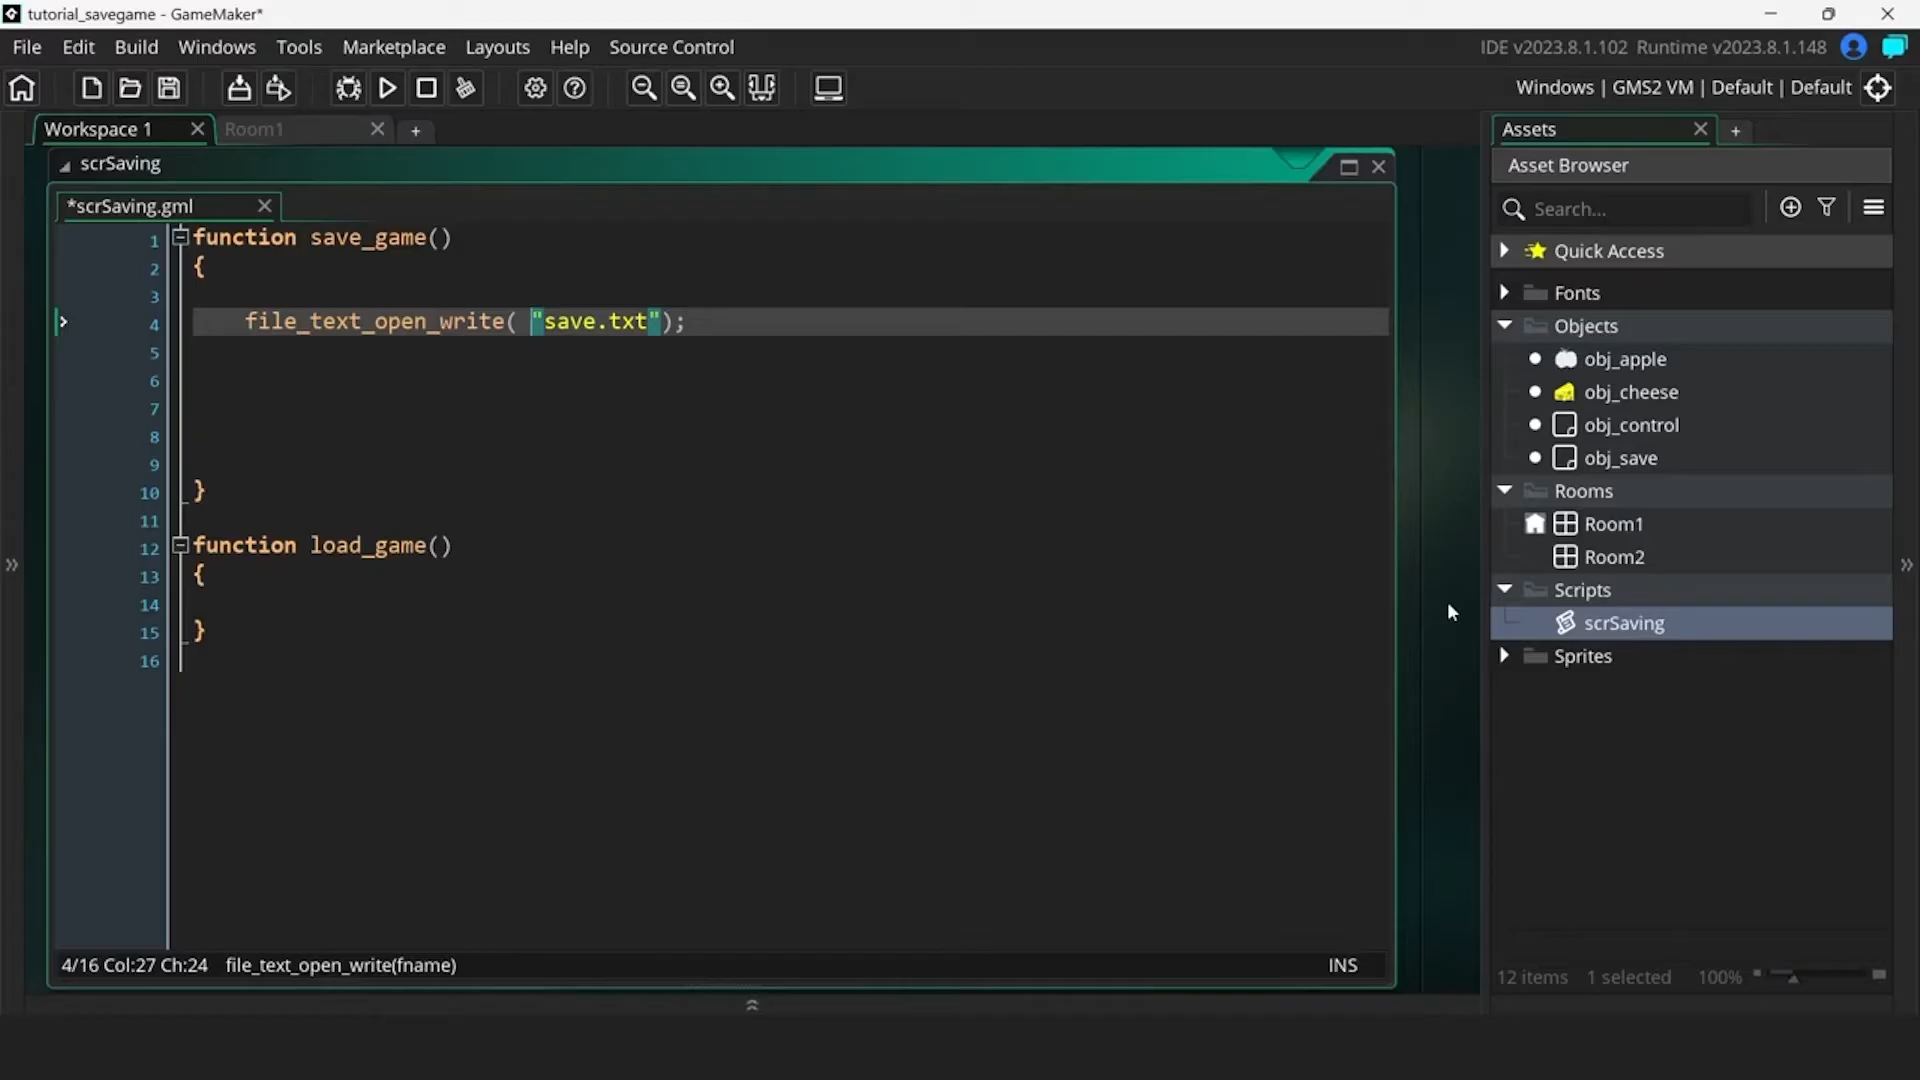 tutorial_savegame - GameMaker*
File Edit Build Windows Tools Marketplace Layouts Help Source Control
IDE v2023.8.1.102 Runtime v2023.8.1.148
Windows | GMS2 VM | Default | Default
Workspace 1
Room1
+
scrSaving
*scrSaving.gml
1 function save_game()
2 {
3
4 file_text_open_write( "save.txt");
5
6
7
8
9
10 }
11
12 function load_game()
13 {
14
15 }
16
4/16 Col:27 Ch:24 file_text_open_write(fname)
INS
Assets
+
Asset Browser
Search...
Quick Access
Fonts
Objects
obj_apple
obj_cheese
obj_control
obj_save
Rooms
Room1
Room2
Scripts
scrSaving
Sprites
12 items 1 selected 100%